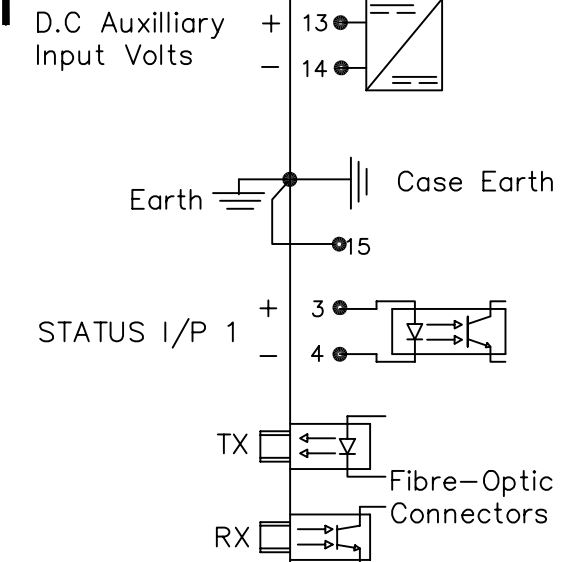 D.C Auxilliary + 13
Input Volts − 14
Case Earth
Earth
15
+ 3
STATUS I/P 1
− 4
TX
Fibre−Optic
Connectors
RX